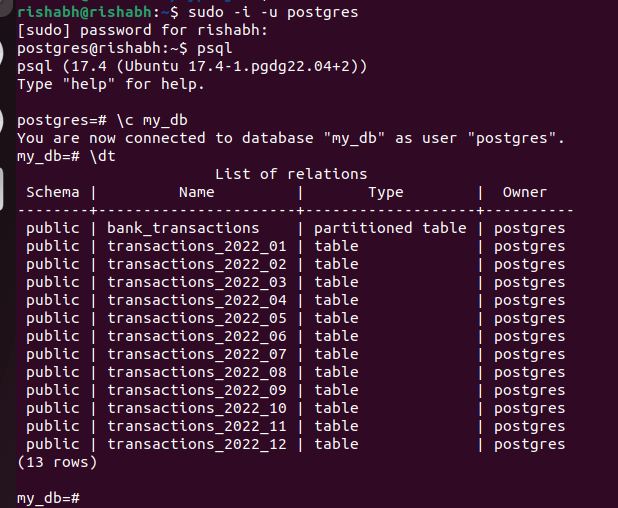 rishabh@rishabh:~$ sudo -i -u postgres
[sudo] password for rishabh:
postgres@rishabh:~$ psql
psql (17.4 (Ubuntu 17.4-1.pgdg22.04+2))
Type "help" for help.

postgres=# \c my_db
You are now connected to database "my_db" as user "postgres".
my_db=# \dt
                      List of relations
 Schema |         Name         |       Type        |  Owner
--------+----------------------+-------------------+----------
 public | bank_transactions    | partitioned table | postgres
 public | transactions_2022_01 | table             | postgres
 public | transactions_2022_02 | table             | postgres
 public | transactions_2022_03 | table             | postgres
 public | transactions_2022_04 | table             | postgres
 public | transactions_2022_05 | table             | postgres
 public | transactions_2022_06 | table             | postgres
 public | transactions_2022_07 | table             | postgres
 public | transactions_2022_08 | table             | postgres
 public | transactions_2022_09 | table             | postgres
 public | transactions_2022_10 | table             | postgres
 public | transactions_2022_11 | table             | postgres
 public | transactions_2022_12 | table             | postgres
(13 rows)

my_db=#